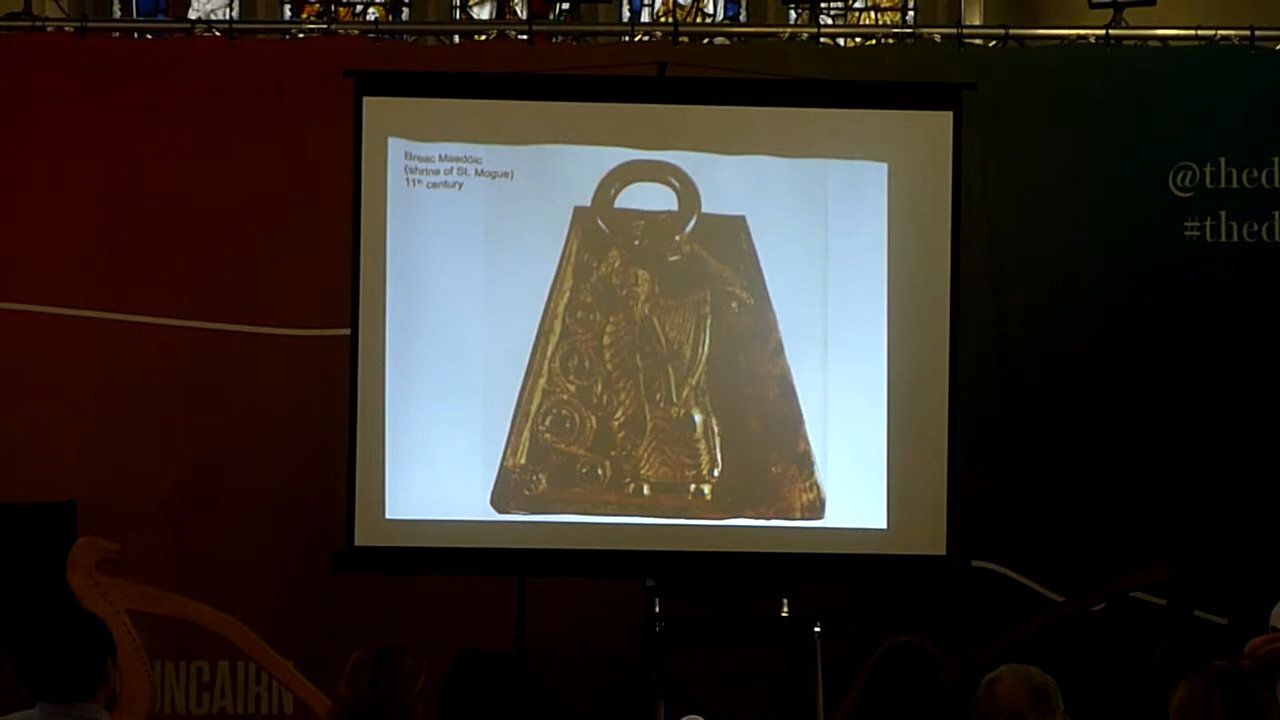 Breac Maedóic
(shrine of St. Mogue)
11th century
@thed
#thed
UNCAIRN